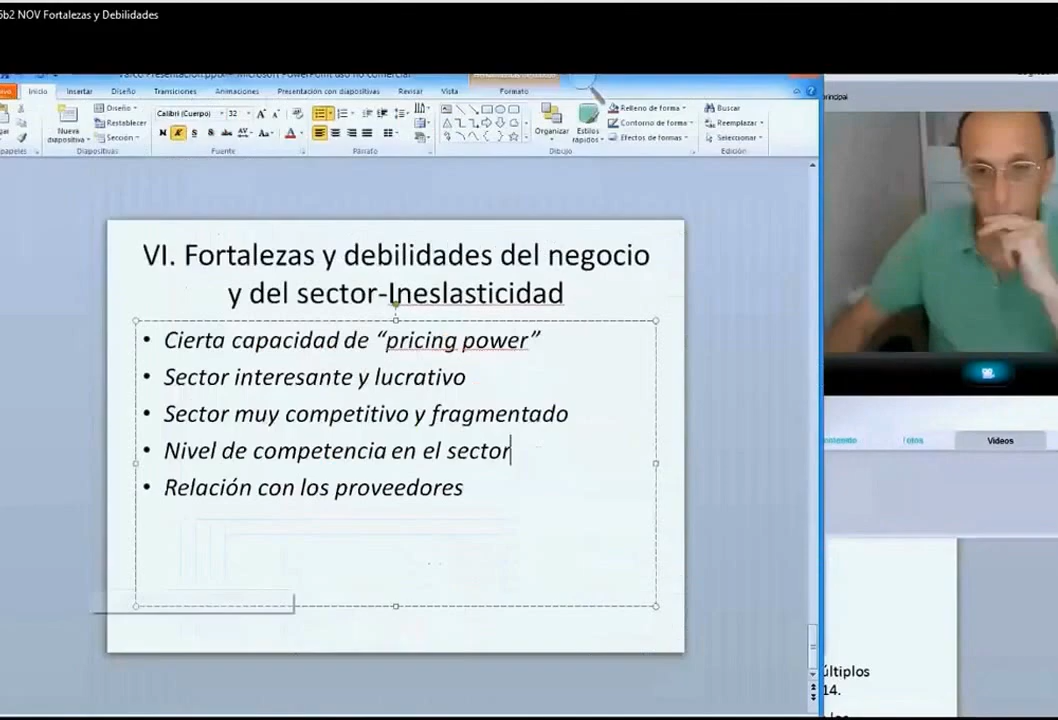 6b2 NOV Fortalezas y Debilidades
Inicio Insertar Diseño Transiciones Animaciones Presentación con diapositivas Revisar Vista Formato
Nueva diapositiva
Diseño
Restablecer
Sección
Diapositivas
Calibri (Cuerpo) 32
Fuente
Párrafo
Organizar
Estilos rápidos
Relleno de forma
Contorno de forma
Efectos de formas
Dibujo
Buscar
Reemplazar
Seleccionar
Edición
VI. Fortalezas y debilidades del negocio
y del sector-Ineslasticidad
• Cierta capacidad de “pricing power”
• Sector interesante y lucrativo
• Sector muy competitivo y fragmentado
• Nivel de competencia en el sector
• Relación con los proveedores
Videos
últiplos
14.